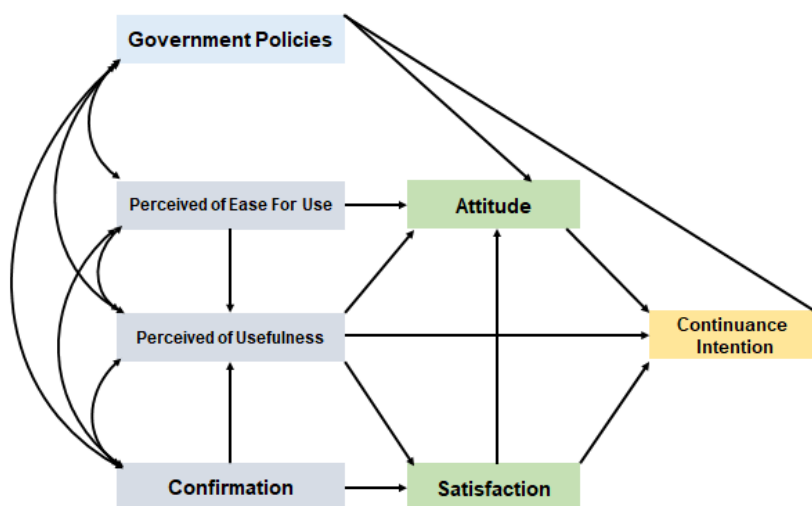 Government Policies
Perceived of Ease For Use
Attitude
Perceived of Usefulness
Continuance
Intention
Confirmation
Satisfaction